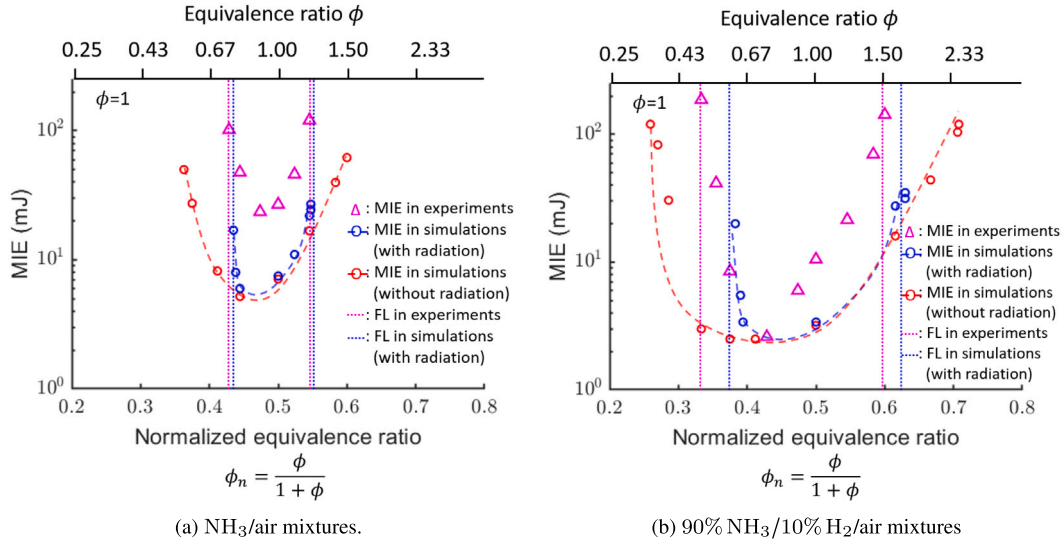 Equivalence ratio ϕ
0.25 0.43 0.67 1.00 1.50 2.33
ϕ=1
10²
10¹
10⁰
MIE (mJ)
: MIE in experiments
: MIE in simulations
(with radiation)
: MIE in simulations
(without radiation)
: FL in experiments
: FL in simulations
(with radiation)
0.2 0.3 0.4 0.5 0.6 0.7 0.8
Normalized equivalence ratio
ϕₙ = ϕ / (1 + ϕ)
(a) NH₃/air mixtures.
Equivalence ratio ϕ
0.25 0.43 0.67 1.00 1.50 2.33
ϕ=1
10²
10¹
10⁰
MIE (mJ)
: MIE in experiments
: MIE in simulations
(with radiation)
: MIE in simulations
(without radiation)
: FL in experiments
: FL in simulations
(with radiation)
0.2 0.3 0.4 0.5 0.6 0.7 0.8
Normalized equivalence ratio
ϕₙ = ϕ / (1 + ϕ)
(b) 90% NH₃/10% H₂/air mixtures